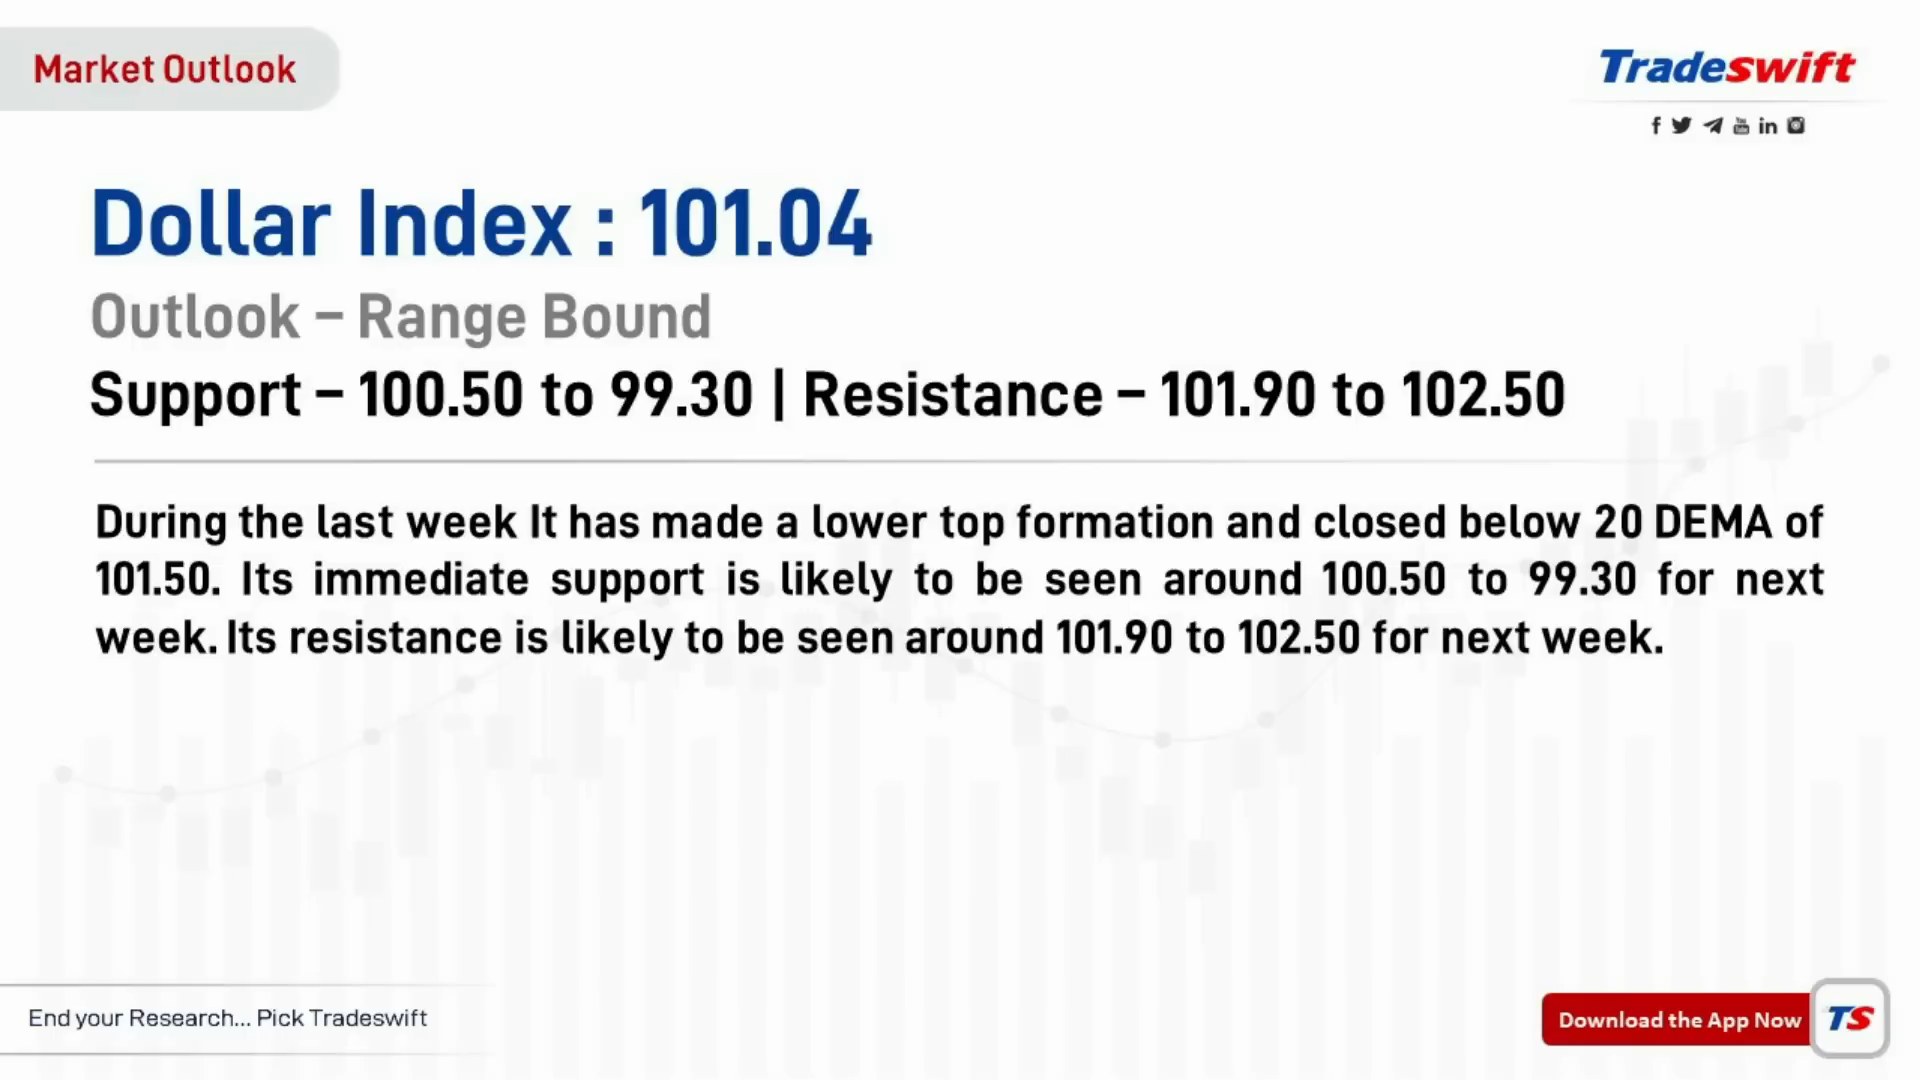 Market Outlook
Tradeswift
Dollar Index : 101.04
Outlook – Range Bound
Support – 100.50 to 99.30 | Resistance – 101.90 to 102.50
During the last week It has made a lower top formation and closed below 20 DEMA of
101.50. Its immediate support is likely to be seen around 100.50 to 99.30 for next
week. Its resistance is likely to be seen around 101.90 to 102.50 for next week.
End your Research... Pick Tradeswift
Download the App Now
TS